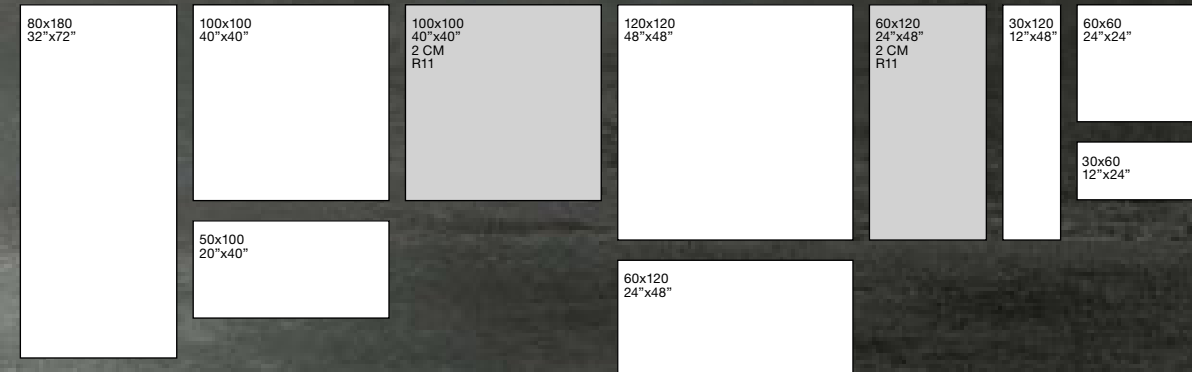 80x180
32”x72”
100x100
40”x40”
100x100
40”x40”
2 CM
R11
120x120
48”x48”
60x120
24”x48”
2 CM
R11
30x120
12”x48”
60x60
24”x24”
30x60
12”x24”
50x100
20”x40”
60x120
24”x48”